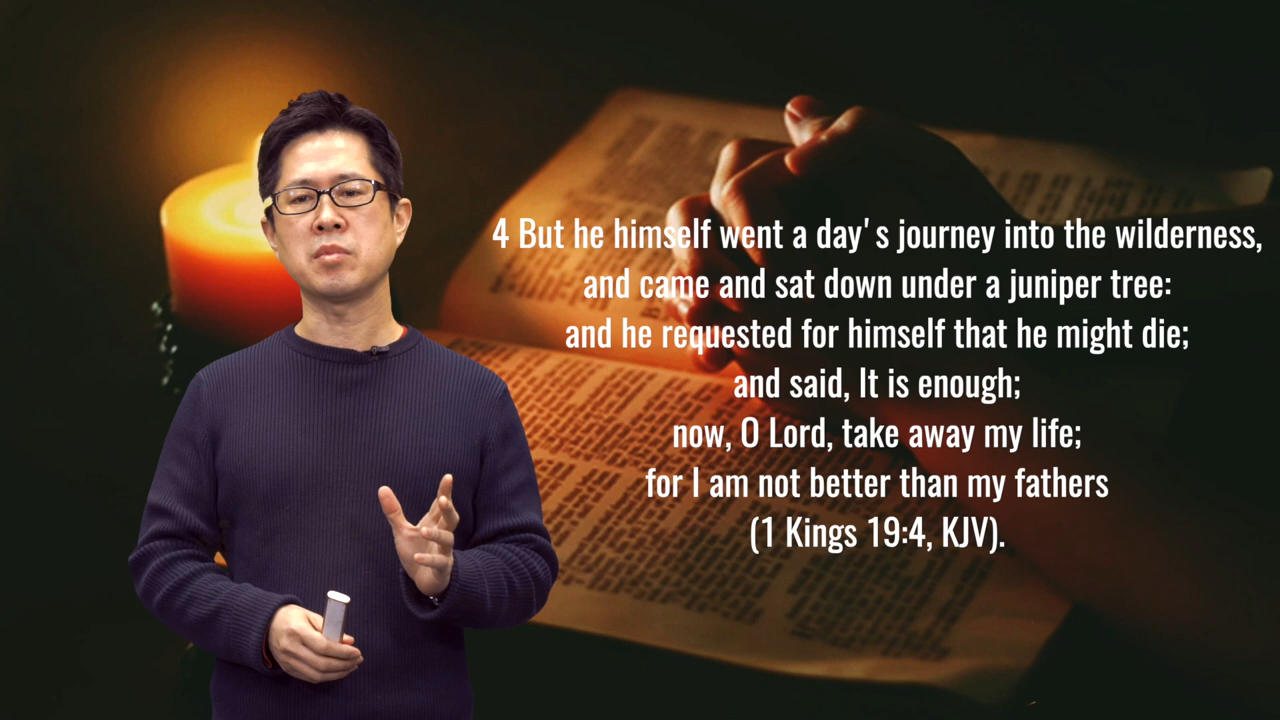 4 But he himself went a day's journey into the wilderness,
and came and sat down under a juniper tree:
and he requested for himself that he might die;
and said, It is enough;
now, O Lord, take away my life;
for I am not better than my fathers
(1 Kings 19:4, KJV).